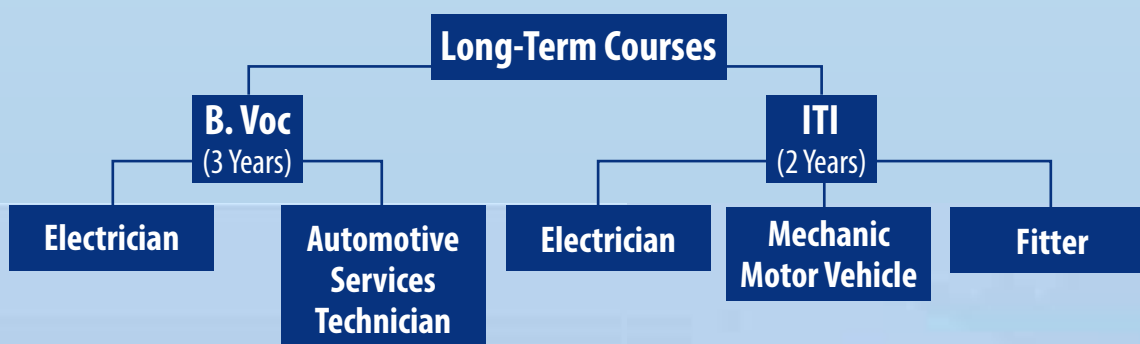 Long-Term Courses
B. Voc
(3 Years)
ITI
(2 Years)
Electrician
Automotive
Services
Technician
Electrician
Mechanic
Motor Vehicle
Fitter